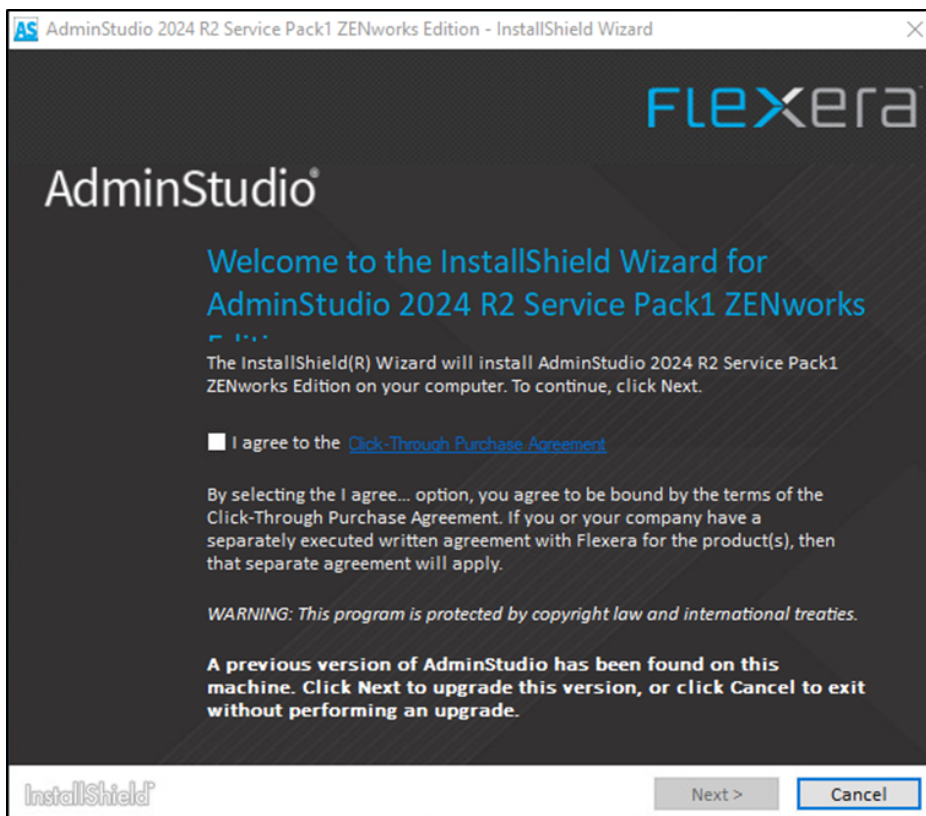 AS AdminStudio 2024 R2 Service Pack1 ZENworks Edition - InstallShield Wizard
Flexera
AdminStudio®
Welcome to the InstallShield Wizard for
AdminStudio 2024 R2 Service Pack1 ZENworks
The InstallShield(R) Wizard will install AdminStudio 2024 R2 Service Pack1
ZENworks Edition on your computer. To continue, click Next.
I agree to the Click-Through Purchase Agreement
By selecting the I agree... option, you agree to be bound by the terms of the
Click-Through Purchase Agreement. If you or your company have a
separately executed written agreement with Flexera for the product(s), then
that separate agreement will apply.
WARNING: This program is protected by copyright law and international treaties.
A previous version of AdminStudio has been found on this
machine. Click Next to upgrade this version, or click Cancel to exit
without performing an upgrade.
InstallShield®
Next >
Cancel